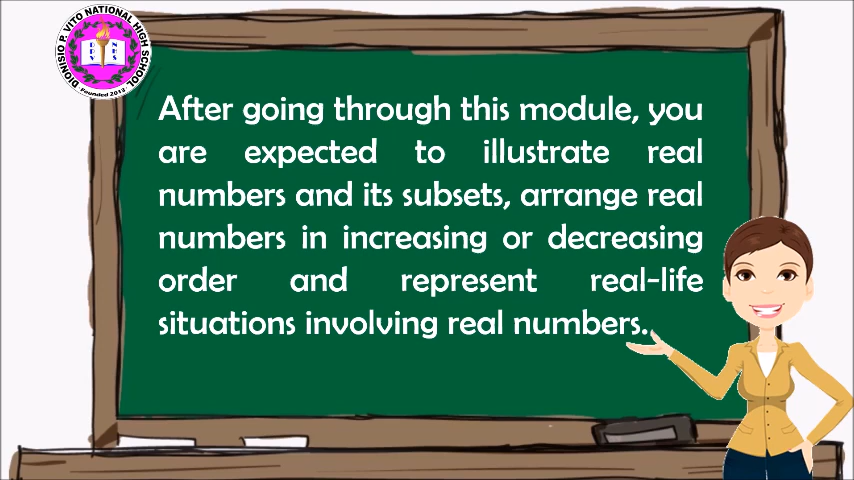 DIONISIO P. VITO NATIONAL HIGH SCHOOL
Founded 2013
After going through this module, you
are expected to illustrate real
numbers and its subsets, arrange real
numbers in increasing or decreasing
order and represent real-life
situations involving real numbers.